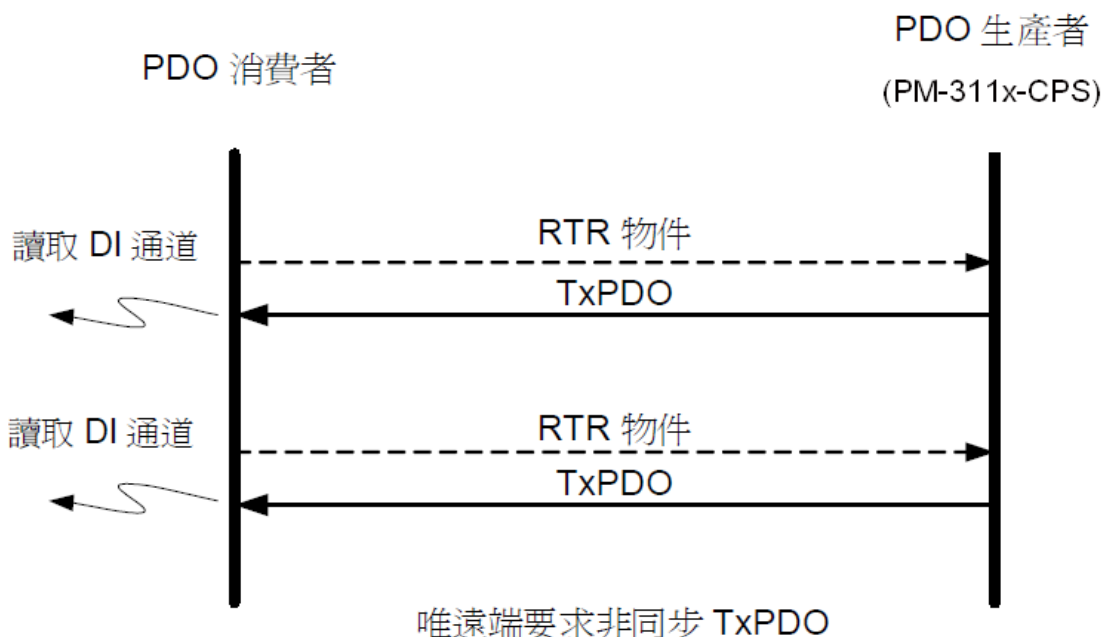 PDO 消費者
PDO 生產者
(PM-311x-CPS)
讀取 DI 通道
RTR 物件
TxPDO
讀取 DI 通道
RTR 物件
TxPDO
唯遠端要求非同步 TxPDO